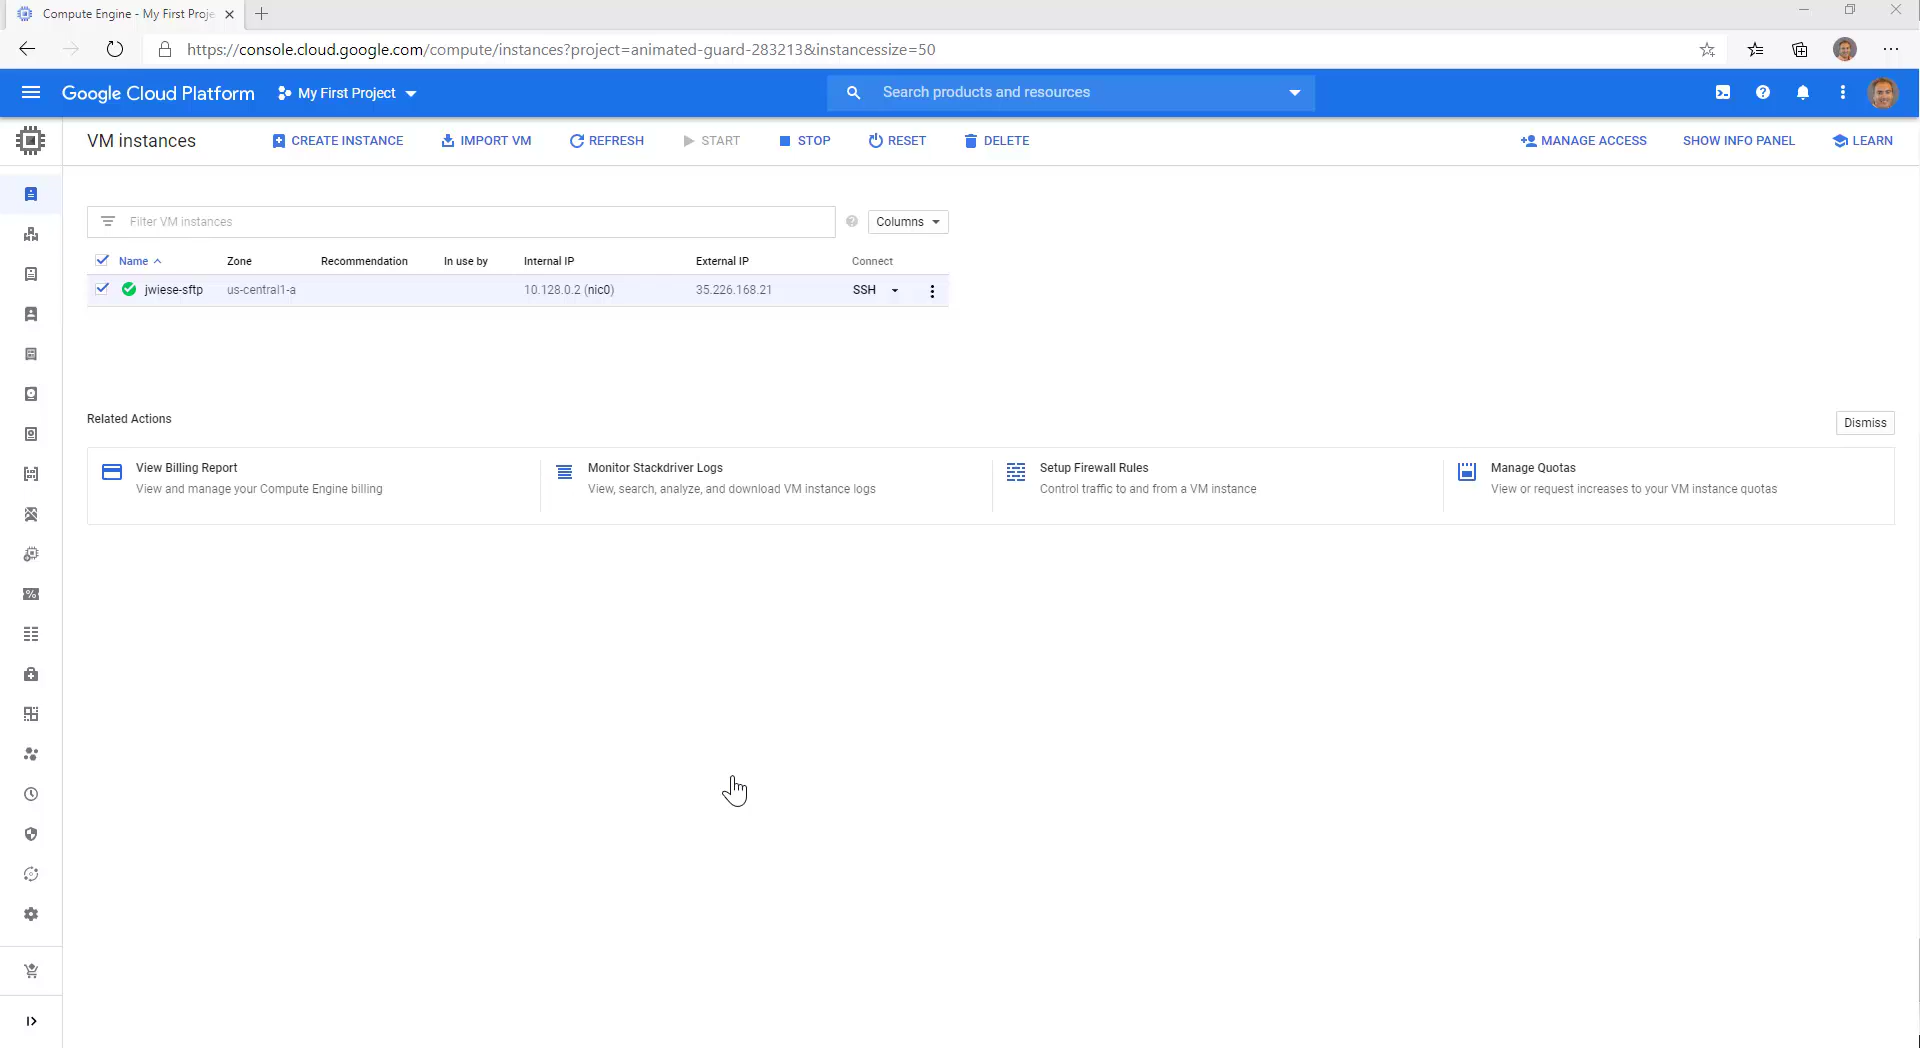 Compute Engine - My First Proje
https://console.cloud.google.com/compute/instances?project=animated-guard-283213&instancessize=50
Google Cloud Platform My First Project Search products and resources
VM instances CREATE INSTANCE IMPORT VM REFRESH START STOP RESET DELETE MANAGE ACCESS SHOW INFO PANEL LEARN
Filter VM instances Columns
Name Zone Recommendation In use by Internal IP External IP Connect
jwiese-sftp us-central1-a 10.128.0.2 (nic0) 35.226.168.21 SSH
Related Actions Dismiss
View Billing Report Monitor Stackdriver Logs Setup Firewall Rules Manage Quotas
View and manage your Compute Engine billing View, search, analyze, and download VM instance logs Control traffic to and from a VM instance View or request increases to your VM instance quotas